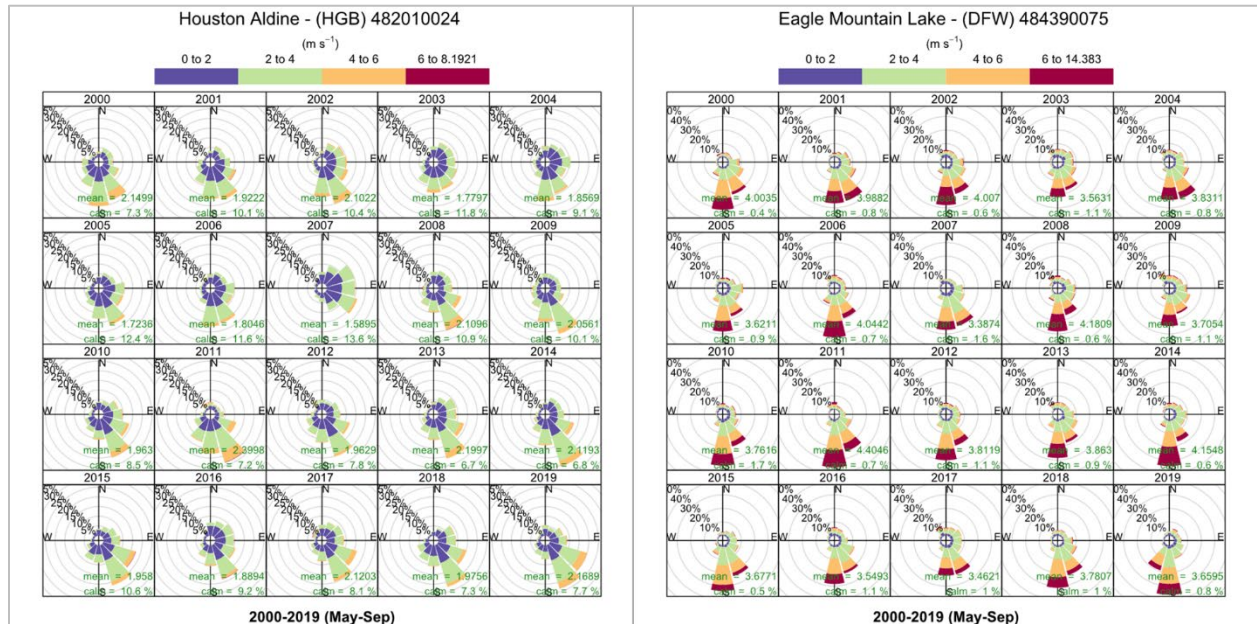 Houston Aldine - (HGB) 482010024
(m s⁻¹)
0 to 2 2 to 4 4 to 6 6 to 8.1921
2000 2001 2002 2003 2004
N N N N N
5% 10% 15% 20% 25% 30%
W E W E W E W E W E
mean = 2.1499 mean = 1.9222 mean = 2.1022 mean = 1.7797 mean = 1.8569
S S S S S
calm = 7.3 % calm = 10.1 % calm = 10.4 % calm = 11.8 % calm = 9.1 %
2005 2006 2007 2008 2009
mean = 1.7236 mean = 1.8046 mean = 1.5895 mean = 2.1096 mean = 2.0561
calm = 12.4 % calm = 11.6 % calm = 13.6 % calm = 10.9 % calm = 10.1 %
2010 2011 2012 2013 2014
mean = 1.963 mean = 2.3998 mean = 1.9629 mean = 2.1997 mean = 2.1193
calm = 8.5 % calm = 7.2 % calm = 7.8 % calm = 6.7 % calm = 6.8 %
2015 2016 2017 2018 2019
mean = 1.958 mean = 1.8894 mean = 2.1203 mean = 1.9756 mean = 2.1689
calm = 10.6 % calm = 9.2 % calm = 8.1 % calm = 7.3 % calm = 7.7 %
2000-2019 (May-Sep)
Eagle Mountain Lake - (DFW) 484390075
(m s⁻¹)
0 to 2 2 to 4 4 to 6 6 to 14.383
2000 2001 2002 2003 2004
N N N N N
10% 20% 30% 40%
W E W E W E W E W E
mean = 4.0035 mean = 3.9882 mean = 4.007 mean = 3.5631 mean = 3.8311
S S S S S
calm = 0.4 % calm = 0.8 % calm = 0.6 % calm = 1.1 % calm = 0.8 %
2005 2006 2007 2008 2009
mean = 3.6211 mean = 4.0442 mean = 3.3874 mean = 4.1809 mean = 3.7054
calm = 0.9 % calm = 0.7 % calm = 1.6 % calm = 0.6 % calm = 1.1 %
2010 2011 2012 2013 2014
mean = 3.7616 mean = 4.4046 mean = 3.8119 mean = 3.863 mean = 4.1548
calm = 1.7 % calm = 0.7 % calm = 1.1 % calm = 0.9 % calm = 0.6 %
2015 2016 2017 2018 2019
mean = 3.6771 mean = 3.5493 mean = 3.4621 mean = 3.7807 mean = 3.6595
calm = 0.5 % calm = 1.1 % calm = 1 % calm = 1 % calm = 0.8 %
2000-2019 (May-Sep)